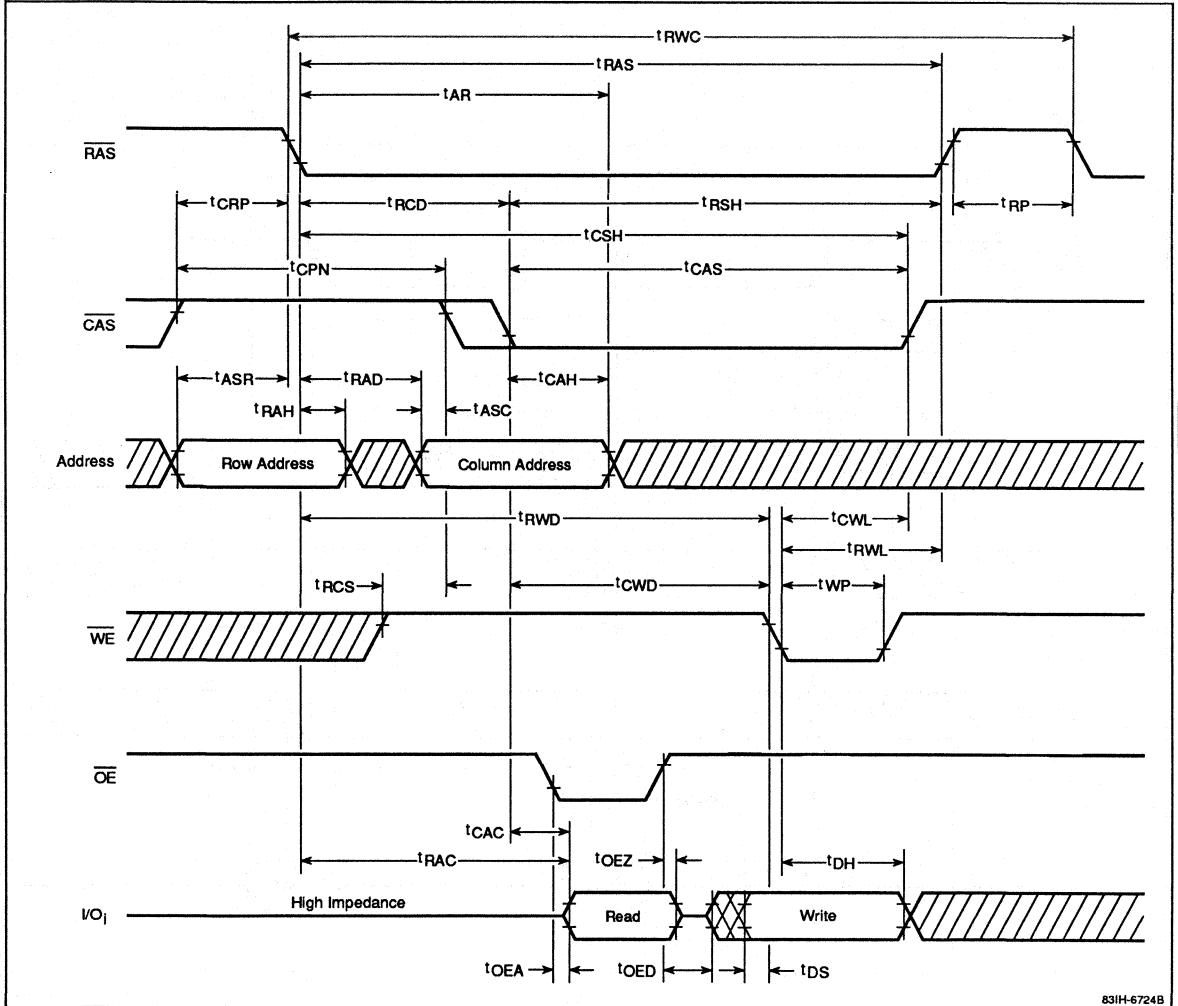 tRWC
tRAS
tAR
RAS
tCRP
tRCD
tRSH
tRP
tCSH
tCPN
tCAS
CAS
tASR
tRAD
tCAH
tRAH
tASC
Address
Row Address
Column Address
tRWD
tCWL
tRWL
tRCS
tCWD
tWP
WE
OE
tCAC
tRAC
tOEZ
tDH
High Impedance
I/Oi
Read
Write
tOEA
tOED
tDS
83IH-6724B